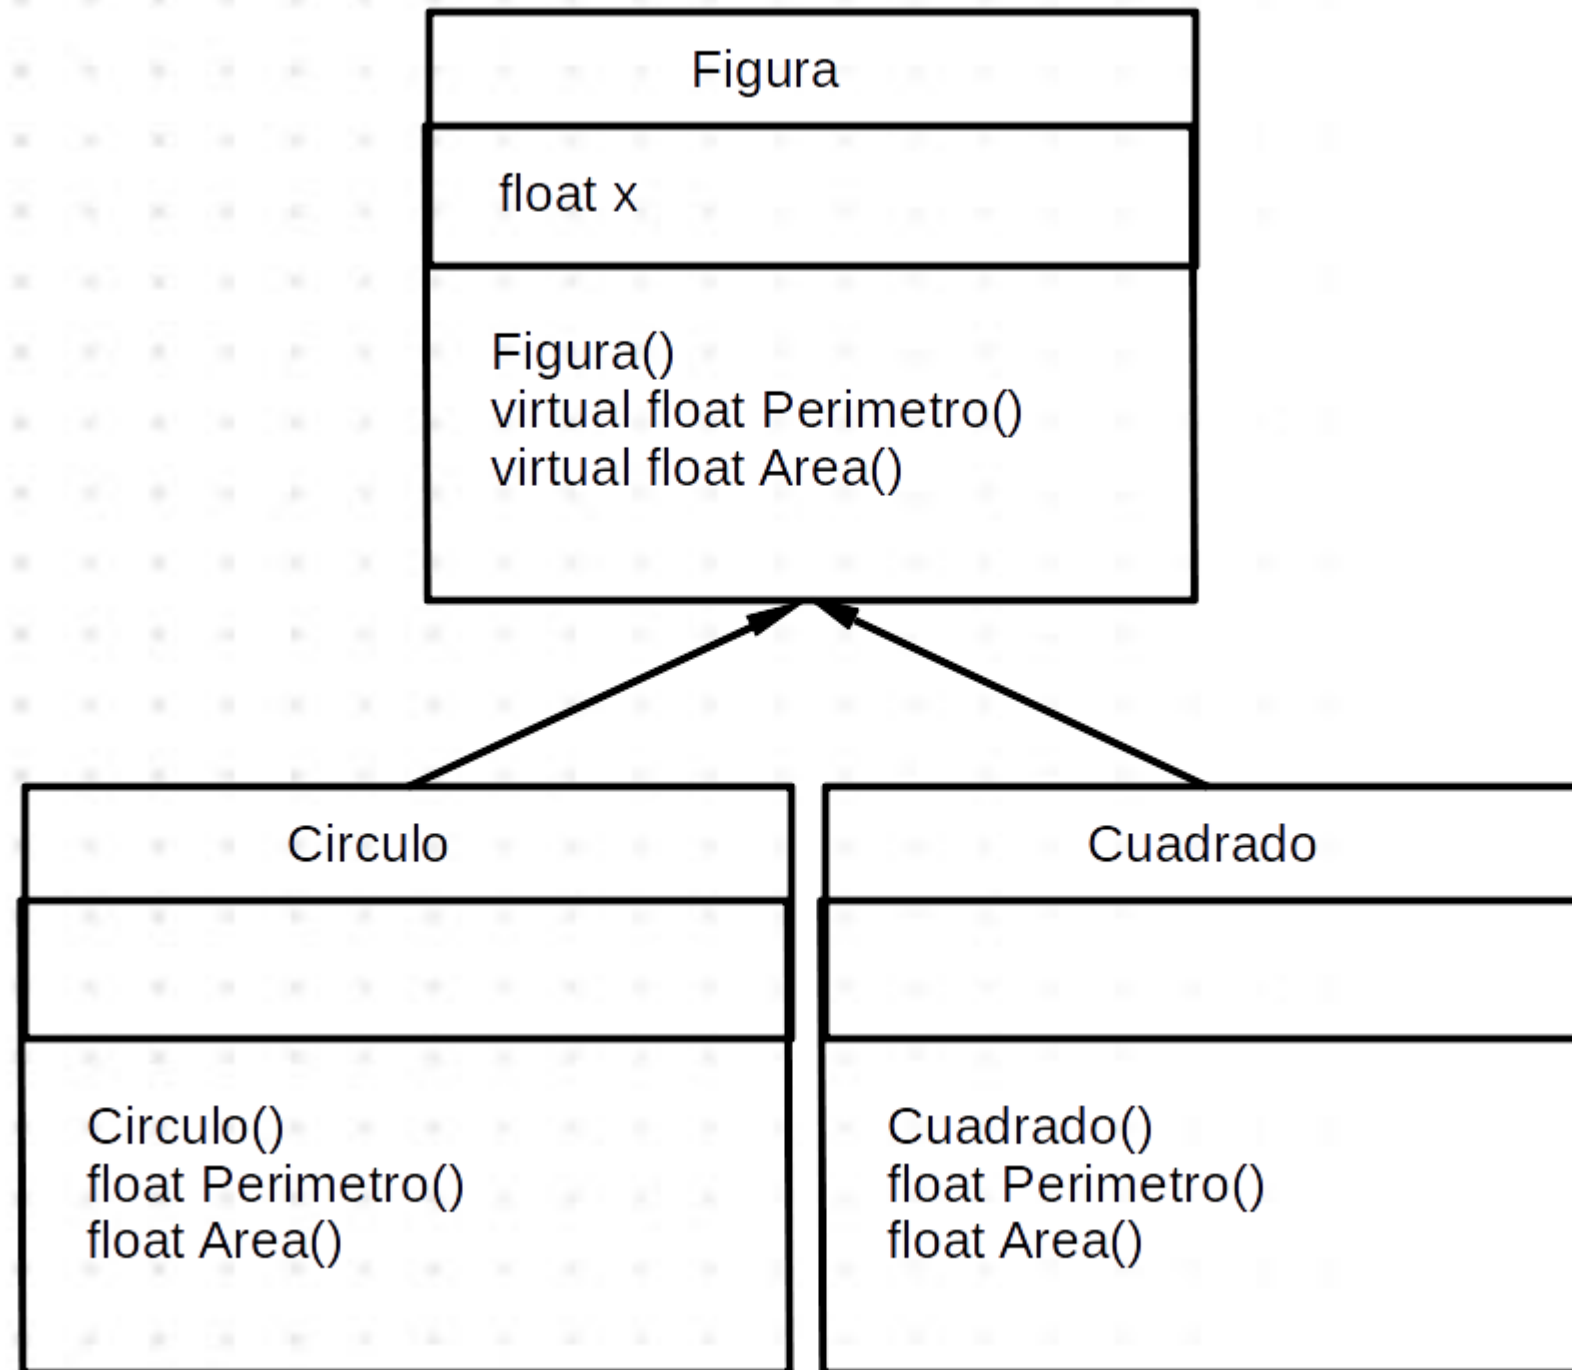 Figura
float x
Figura()
virtual float Perimetro()
virtual float Area()
Circulo
Circulo()
float Perimetro()
float Area()
Cuadrado
Cuadrado()
float Perimetro()
float Area()